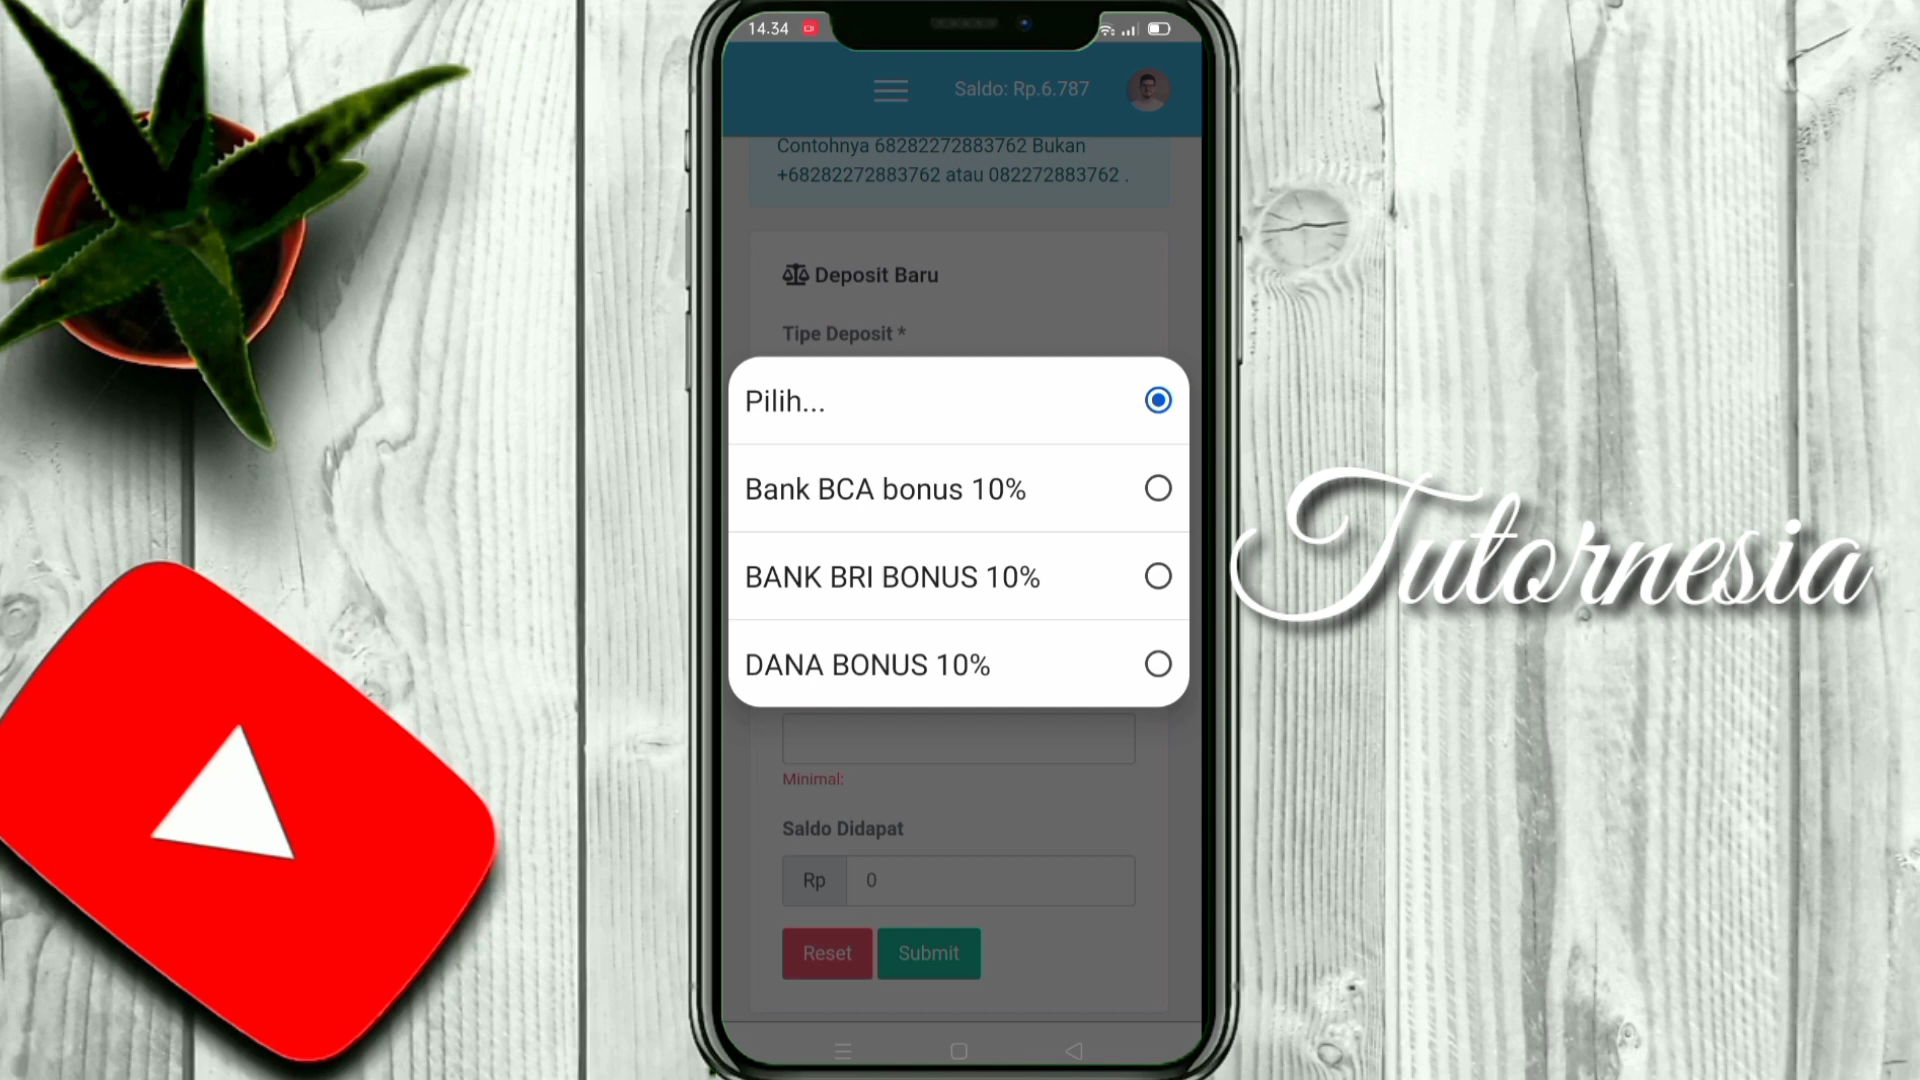 14.34
Saldo: Rp.6.787
Contohnya 68282272883762 Bukan
+68282272883762 atau 082272883762 .
Deposit Baru
Tipe Deposit *
Pilih...
Bank BCA bonus 10%
BANK BRI BONUS 10%
DANA BONUS 10%
Minimal:
Saldo Didapat
Rp 0
Reset Submit
Tutornesia